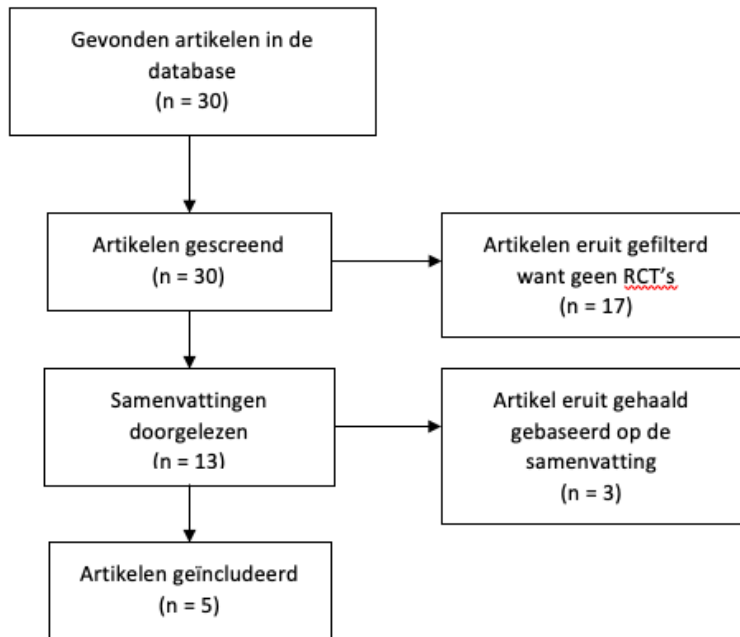 Gevonden artikelen in de
database
(n = 30)
Artikelen gescreend
(n = 30)
Artikelen eruit gefilterd
want geen RCT's
(n = 17)
Samenvattingen
doorgelezen
(n = 13)
Artikel eruit gehaald
gebaseerd op de
samenvatting
(n = 3)
Artikelen geïncludeerd
(n = 5)